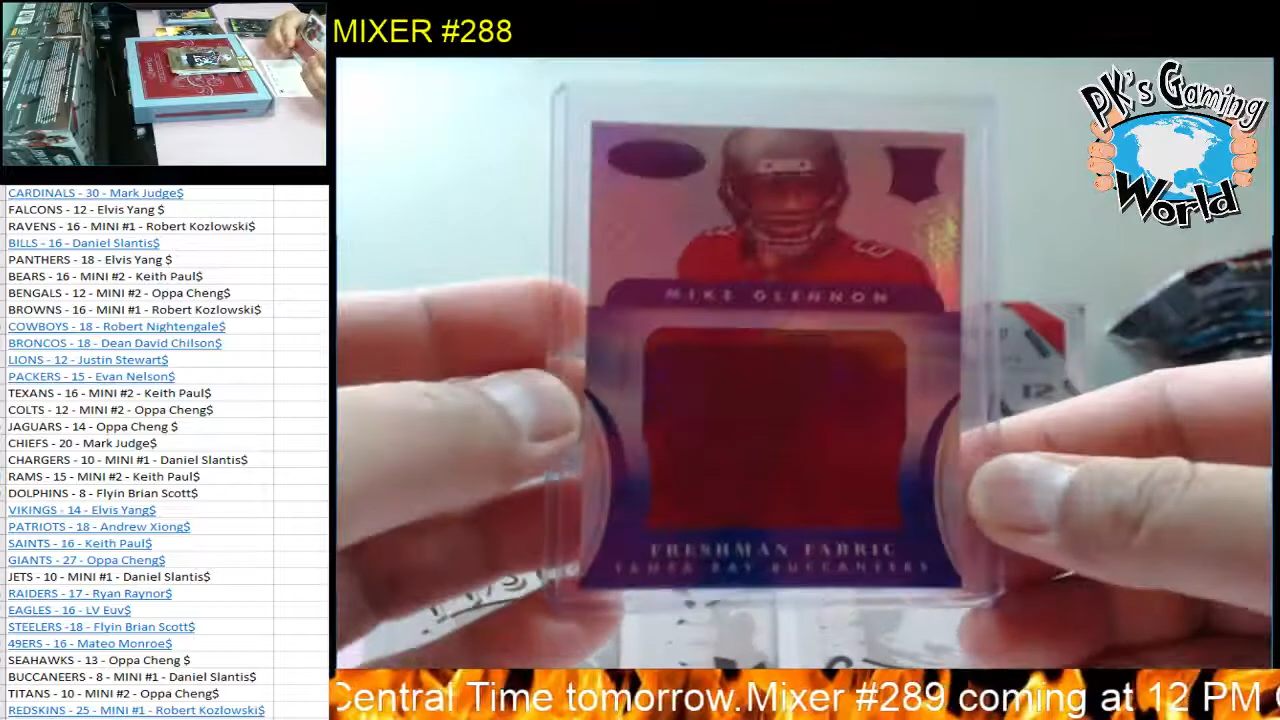 MIXER #288
PK's Gaming
World
CARDINALS - 30 - Mark Judge$
FALCONS - 12 - Elvis Yang $
RAVENS - 16 - MINI #1 - Robert Kozlowski$
BILLS - 16 - Daniel Slantis$
PANTHERS - 18 - Elvis Yang $
BEARS - 16 - MINI #2 - Keith Paul$
BENGALS - 12 - MINI #2 - Oppa Cheng$
BROWNS - 16 - MINI #1 - Robert Kozlowski$
COWBOYS - 18 - Robert Nightengale$
BRONCOS - 18 - Dean David Chilson$
LIONS - 12 - Justin Stewart$
PACKERS - 15 - Evan Nelson$
TEXANS - 16 - MINI #2 - Keith Paul$
COLTS - 12 - MINI #2 - Oppa Cheng$
JAGUARS - 14 - Oppa Cheng $
CHIEFS - 20 - Mark Judge$
CHARGERS - 10 - MINI #1 - Daniel Slantis$
RAMS - 15 - MINI #2 - Keith Paul$
DOLPHINS - 8 - Flyin Brian Scott$
VIKINGS - 14 - Elvis Yang$
PATRIOTS - 18 - Andrew Xiong$
SAINTS - 16 - Keith Paul$
GIANTS - 27 - Oppa Cheng$
JETS - 10 - MINI #1 - Daniel Slantis$
RAIDERS - 17 - Ryan Raynor$
EAGLES - 16 - LV Euv$
STEELERS -18 - Flyin Brian Scott$
49ERS - 16 - Mateo Monroe$
SEAHAWKS - 13 - Oppa Cheng $
BUCCANEERS - 8 - MINI #1 - Daniel Slantis$
TITANS - 10 - MINI #2 - Oppa Cheng$
REDSKINS - 25 - MINI #1 - Robert Kozlowski$
MIKE GLENNON
FRESHMAN FABRIC
TAMPA BAY BUCCANEERS
12
Central Time tomorrow.Mixer #289 coming at 12 PM